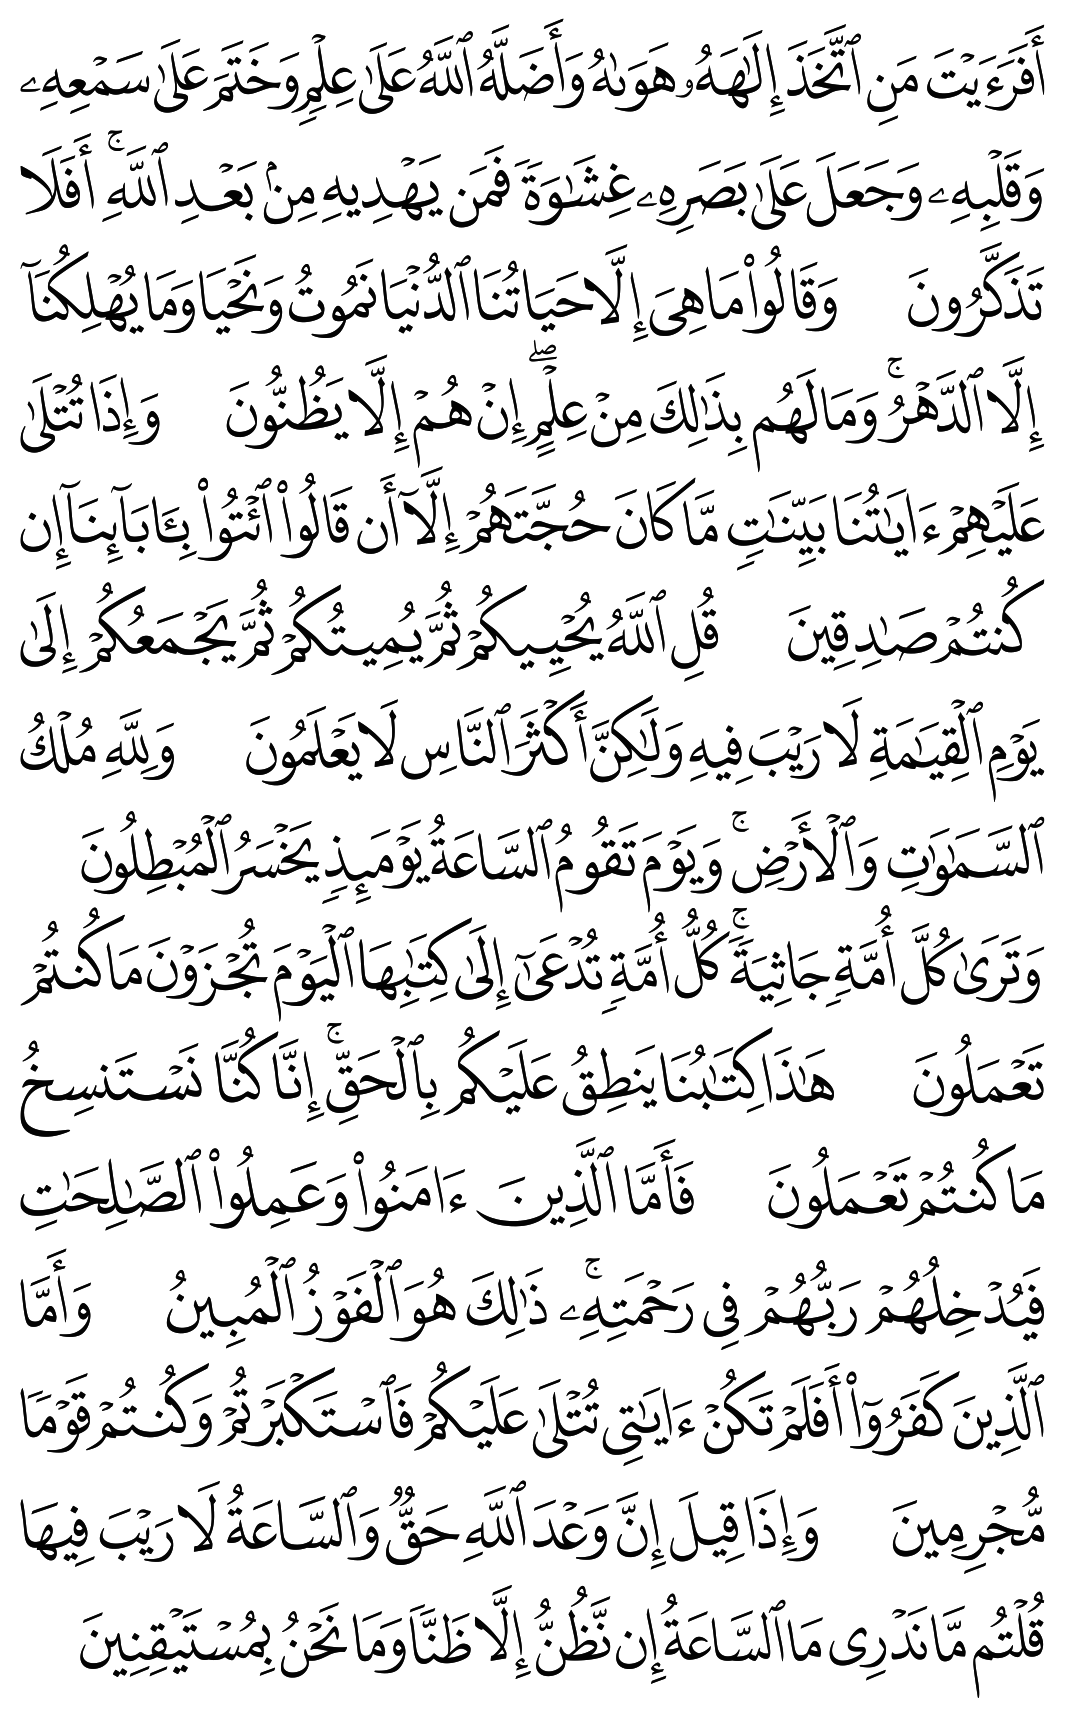 أَفَرَءَيۡتَ مَنِ ٱتَّخَذَ إِلَٰهَهُۥ هَوَىٰهُ وَأَضَلَّهُ ٱللَّهُ عَلَىٰ عِلۡمٖ وَخَتَمَ عَلَىٰ سَمۡعِهِۦ
وَقَلۡبِهِۦ وَجَعَلَ عَلَىٰ بَصَرِهِۦ غِشَٰوَةٗ فَمَن يَهۡدِيهِ مِنۢ بَعۡدِ ٱللَّهِۚ أَفَلَا
تَذَكَّرُونَ وَقَالُواْ مَا هِيَ إِلَّا حَيَاتُنَا ٱلدُّنۡيَا نَمُوتُ وَنَحۡيَا وَمَا يُهۡلِكُنَآ
إِلَّا ٱلدَّهۡرُۚ وَمَا لَهُم بِذَٰلِكَ مِنۡ عِلۡمٍۖ إِنۡ هُمۡ إِلَّا يَظُنُّونَ وَإِذَا تُتۡلَىٰ
عَلَيۡهِمۡ ءَايَٰتُنَا بَيِّنَٰتٖ مَّا كَانَ حُجَّتَهُمۡ إِلَّآ أَن قَالُواْ ٱئۡتُواْ بِـَٔابَآئِنَآ إِن
كُنتُمۡ صَٰدِقِينَ قُلِ ٱللَّهُ يُحۡيِيكُمۡ ثُمَّ يُمِيتُكُمۡ ثُمَّ يَجۡمَعُكُمۡ إِلَىٰ
يَوۡمِ ٱلۡقِيَٰمَةِ لَا رَيۡبَ فِيهِ وَلَٰكِنَّ أَكۡثَرَ ٱلنَّاسِ لَا يَعۡلَمُونَ وَلِلَّهِ مُلۡكُ
ٱلسَّمَٰوَٰتِ وَٱلۡأَرۡضِۚ وَيَوۡمَ تَقُومُ ٱلسَّاعَةُ يَوۡمَئِذٖ يَخۡسَرُ ٱلۡمُبۡطِلُونَ
وَتَرَىٰ كُلَّ أُمَّةٖ جَاثِيَةٗۚ كُلُّ أُمَّةٖ تُدۡعَىٰٓ إِلَىٰ كِتَٰبِهَا ٱلۡيَوۡمَ تُجۡزَوۡنَ مَا كُنتُمۡ
تَعۡمَلُونَ هَٰذَا كِتَٰبُنَا يَنطِقُ عَلَيۡكُم بِٱلۡحَقِّۚ إِنَّا كُنَّا نَسۡتَنسِخُ
مَا كُنتُمۡ تَعۡمَلُونَ فَأَمَّا ٱلَّذِينَ ءَامَنُواْ وَعَمِلُواْ ٱلصَّٰلِحَٰتِ
فَيُدۡخِلُهُمۡ رَبُّهُمۡ فِي رَحۡمَتِهِۦۚ ذَٰلِكَ هُوَ ٱلۡفَوۡزُ ٱلۡمُبِينُ وَأَمَّا
ٱلَّذِينَ كَفَرُوٓاْ أَفَلَمۡ تَكُنۡ ءَايَٰتِي تُتۡلَىٰ عَلَيۡكُمۡ فَٱسۡتَكۡبَرۡتُمۡ وَكُنتُمۡ قَوۡمٗا
مُّجۡرِمِينَ وَإِذَا قِيلَ إِنَّ وَعۡدَ ٱللَّهِ حَقّٞ وَٱلسَّاعَةُ لَا رَيۡبَ فِيهَا
قُلۡتُم مَّا نَدۡرِي مَا ٱلسَّاعَةُ إِن نَّظُنُّ إِلَّا ظَنّٗا وَمَا نَحۡنُ بِمُسۡتَيۡقِنِينَ